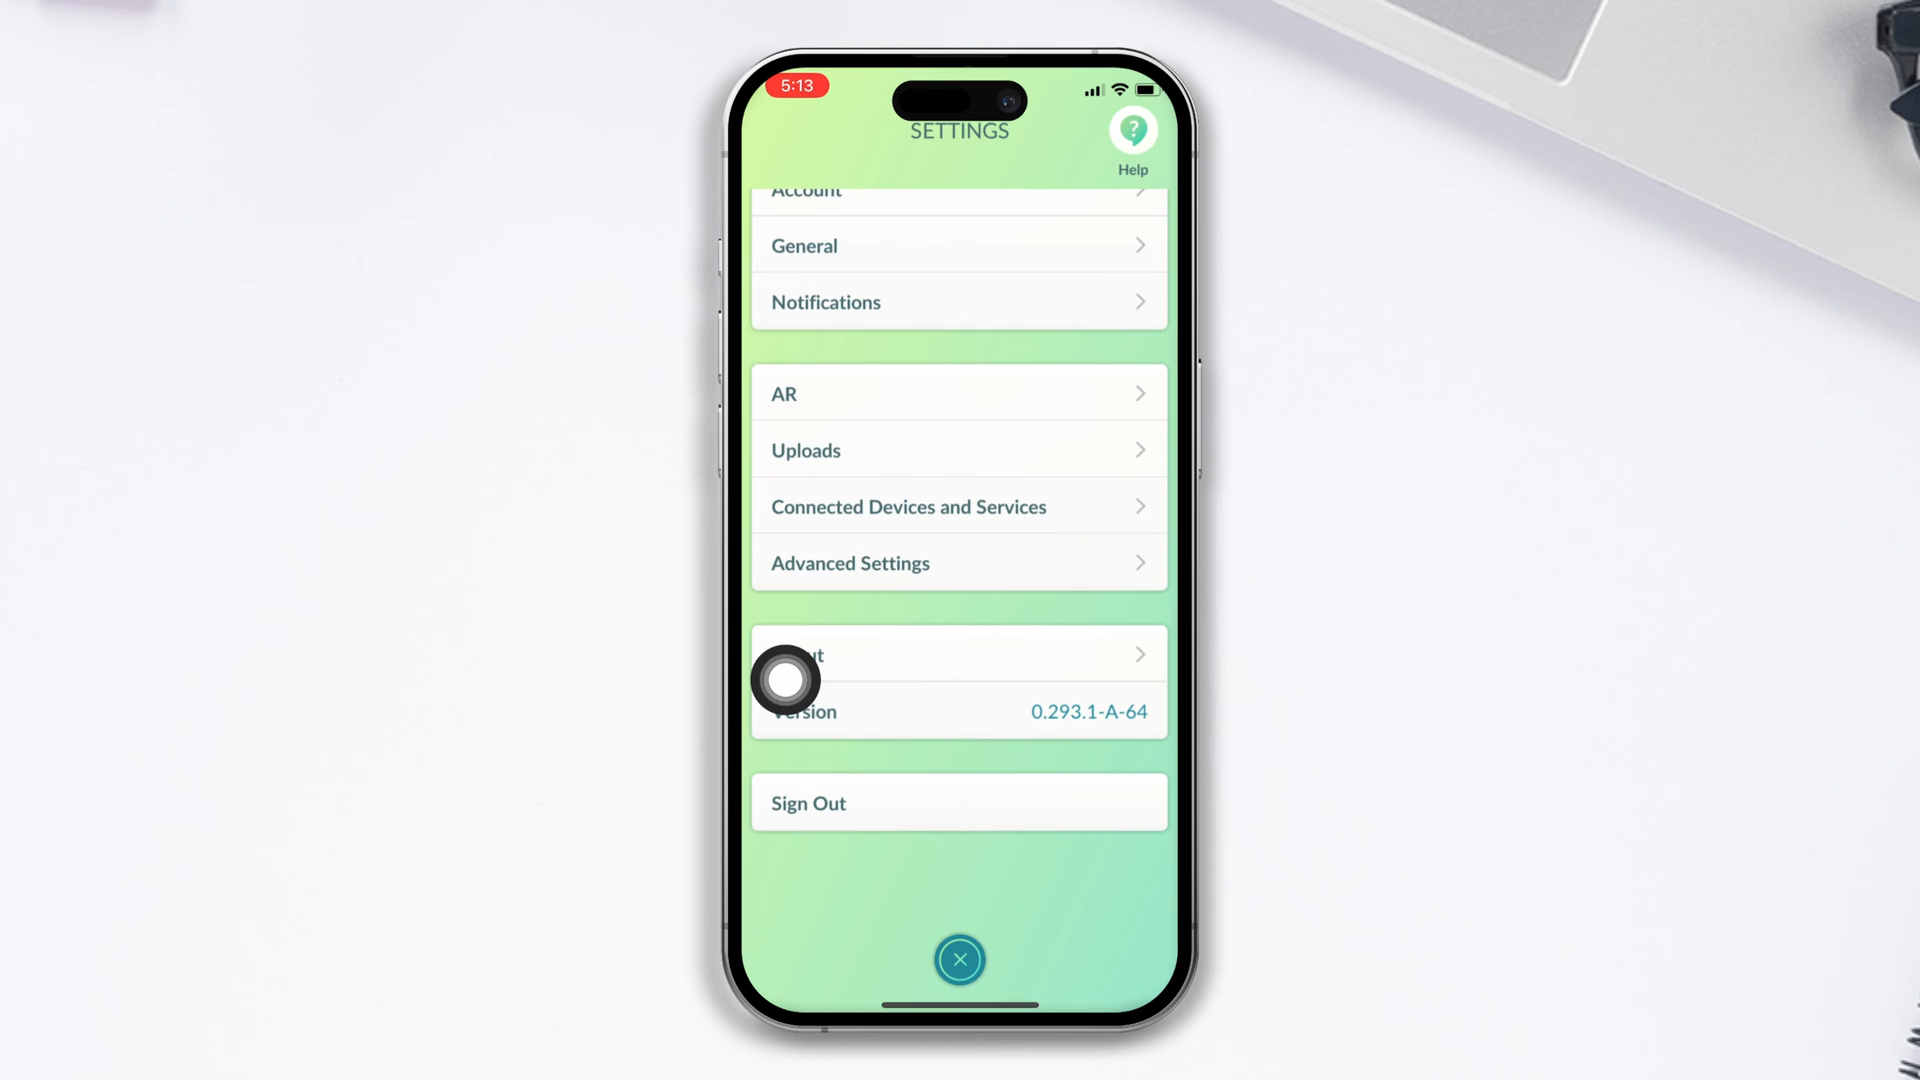 5:13
SETTINGS
Help
Account
General
Notifications
AR
Uploads
Connected Devices and Services
Advanced Settings
Version 0.293.1-A-64
Sign Out